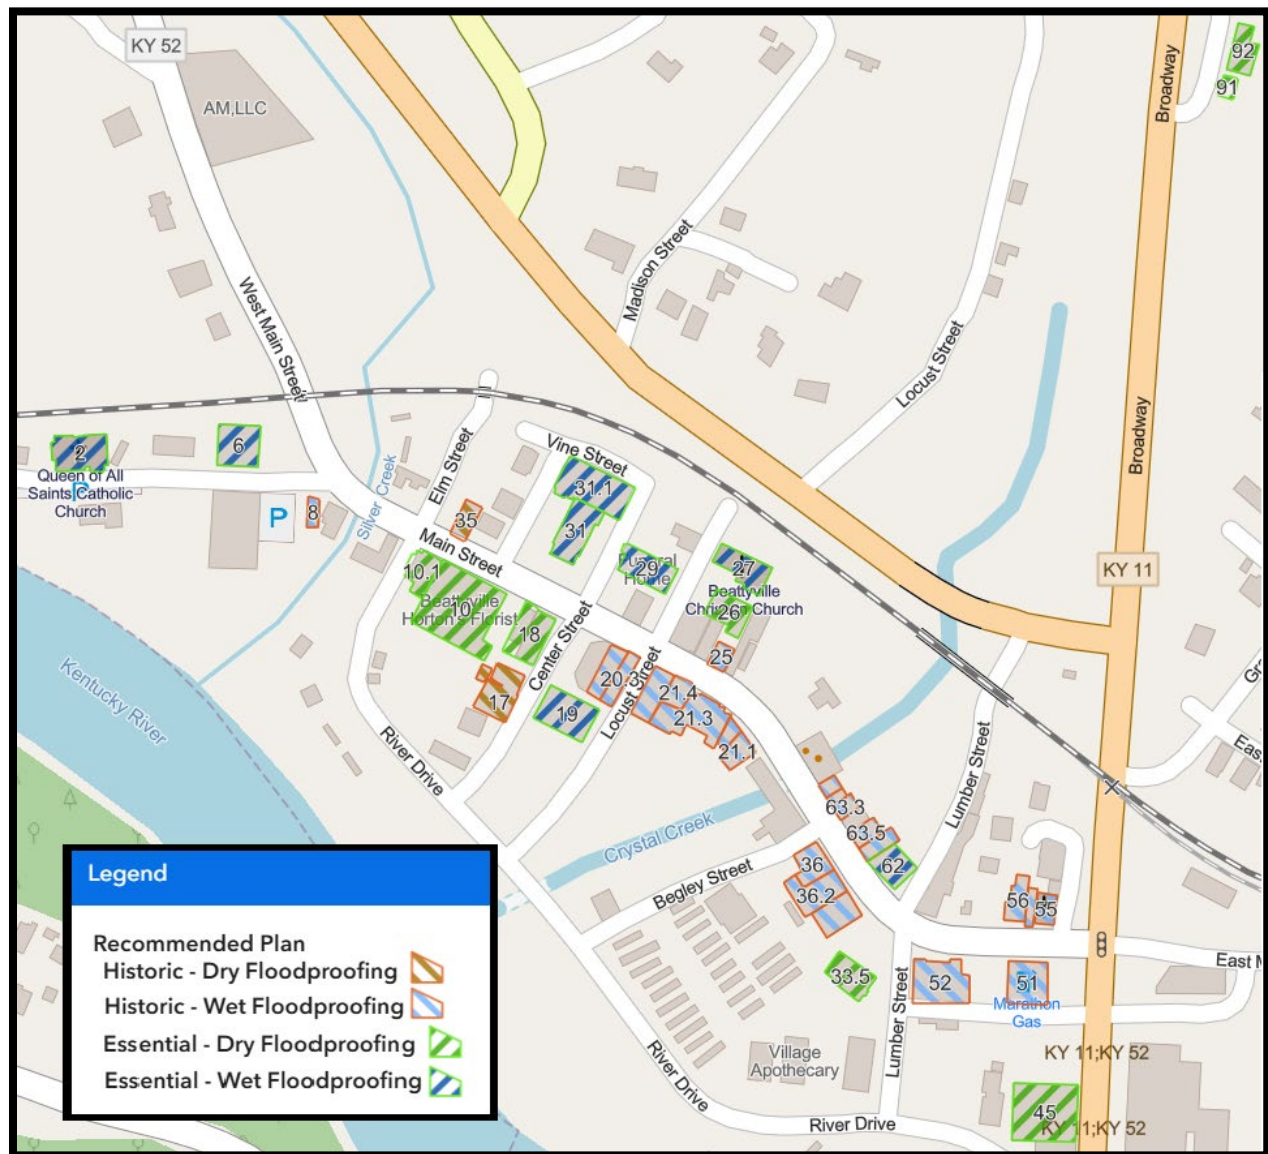 KY 52
AM,LLC
Broadway
92
91
Madison Street
West Main Street
Locust Street
Broadway
2
6
Queen of All
Saints Catholic
Church
P
8
P
Silver Creek
Elm Street
35
Vine Street
31.1
31
Main Street
10.1
Beattyville
Horton's Florist
10
18
Funeral
Home
29
27
Beattyville
Christian Church
26
25
KY 11
Center Street
17
19
20.3
Locust Street
21.4
21.3
21.1
Kentucky River
River Drive
Crystal Creek
Begley Street
63.3
63.5
62
36
36.2
33.5
Lumber Street
56
55
52
51
Marathon
Gas
East M
Gr
Eas
Lumber Street
Village
Apothecary
River Drive
River Drive
KY 11;KY 52
45
KY 11;KY 52
Legend
Recommended Plan
Historic - Dry Floodproofing
Historic - Wet Floodproofing
Essential - Dry Floodproofing
Essential - Wet Floodproofing